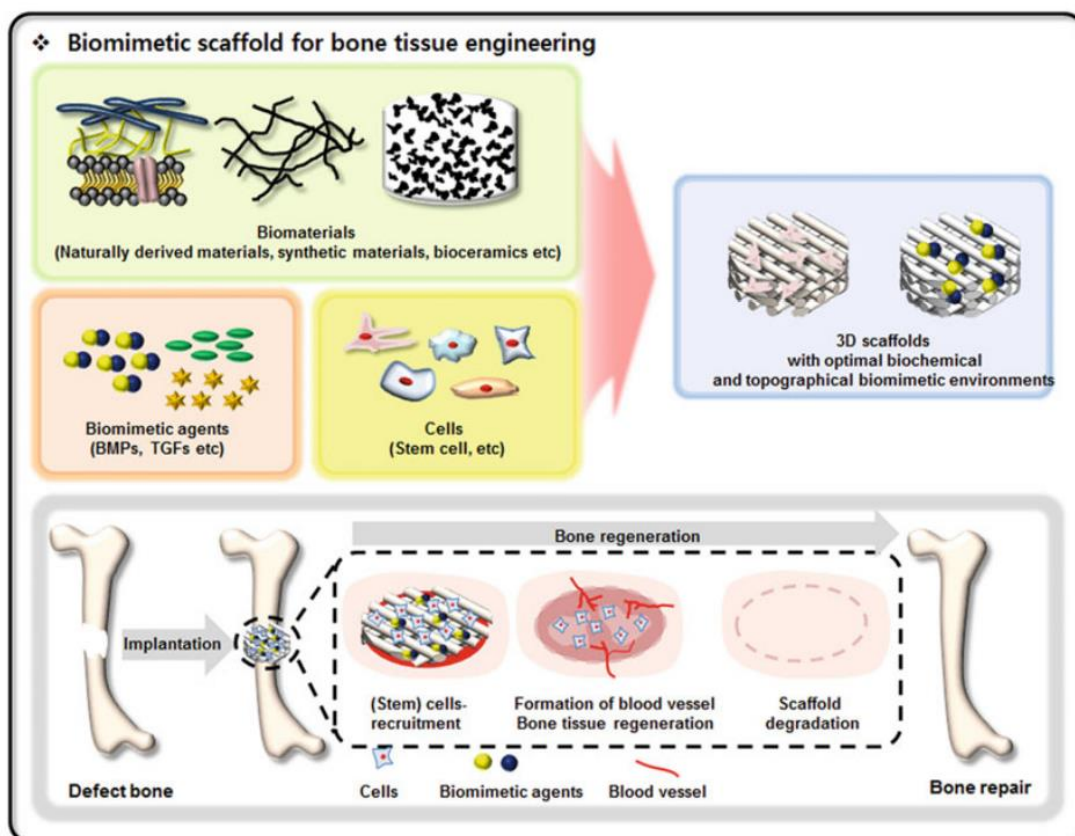 ❖ Biomimetic scaffold for bone tissue engineering
Biomaterials
(Naturally derived materials, synthetic materials, bioceramics etc)
Biomimetic agents
(BMPs, TGFs etc)
Cells
(Stem cell, etc)
3D scaffolds
with optimal biochemical
and topographical biomimetic environments
Bone regeneration
Implantation
(Stem) cells-
recruitment
Formation of blood vessel
Bone tissue regeneration
Scaffold
degradation
Cells
Biomimetic agents
Blood vessel
Defect bone
Bone repair